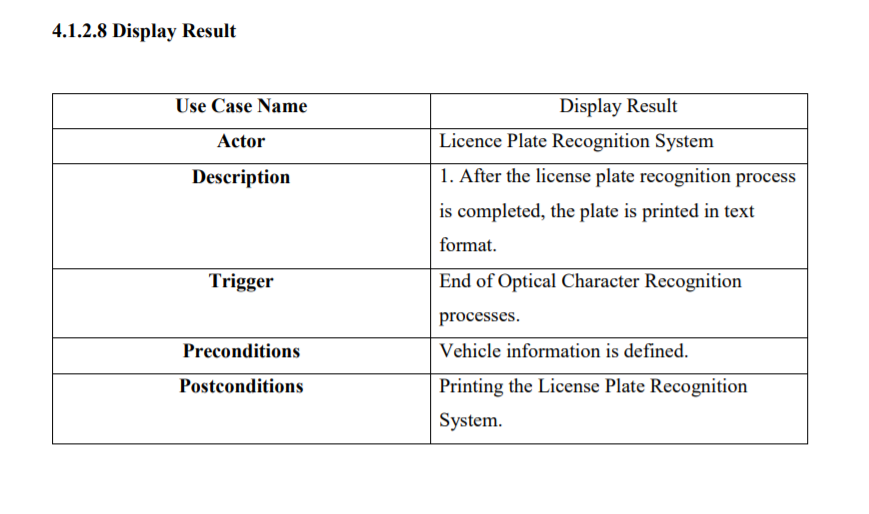 4.1.2.8 Display Result
Use Case Name Display Result
Actor Licence Plate Recognition System
Description 1. After the license plate recognition process
is completed, the plate is printed in text
format.
Trigger End of Optical Character Recognition
processes.
Preconditions Vehicle information is defined.
Postconditions Printing the License Plate Recognition
System.